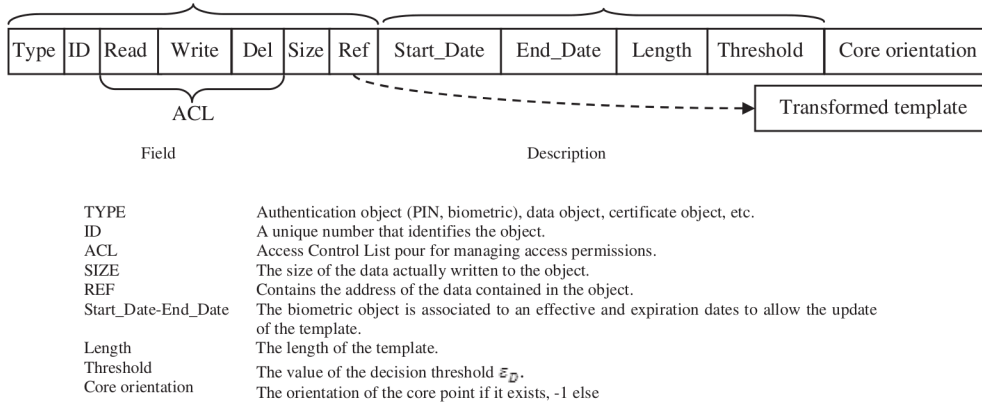 Type ID Read Write Del Size Ref Start_Date End_Date Length Threshold Core orientation
ACL
Transformed template
Field Description
TYPE Authentication object (PIN, biometric), data object, certificate object, etc.
ID A unique number that identifies the object.
ACL Access Control List pour for managing access permissions.
SIZE The size of the data actually written to the object.
REF Contains the address of the data contained in the object.
Start_Date-End_Date The biometric object is associated to an effective and expiration dates to allow the update
of the template.
Length The length of the template.
Threshold The value of the decision threshold ε_D.
Core orientation The orientation of the core point if it exists, -1 else